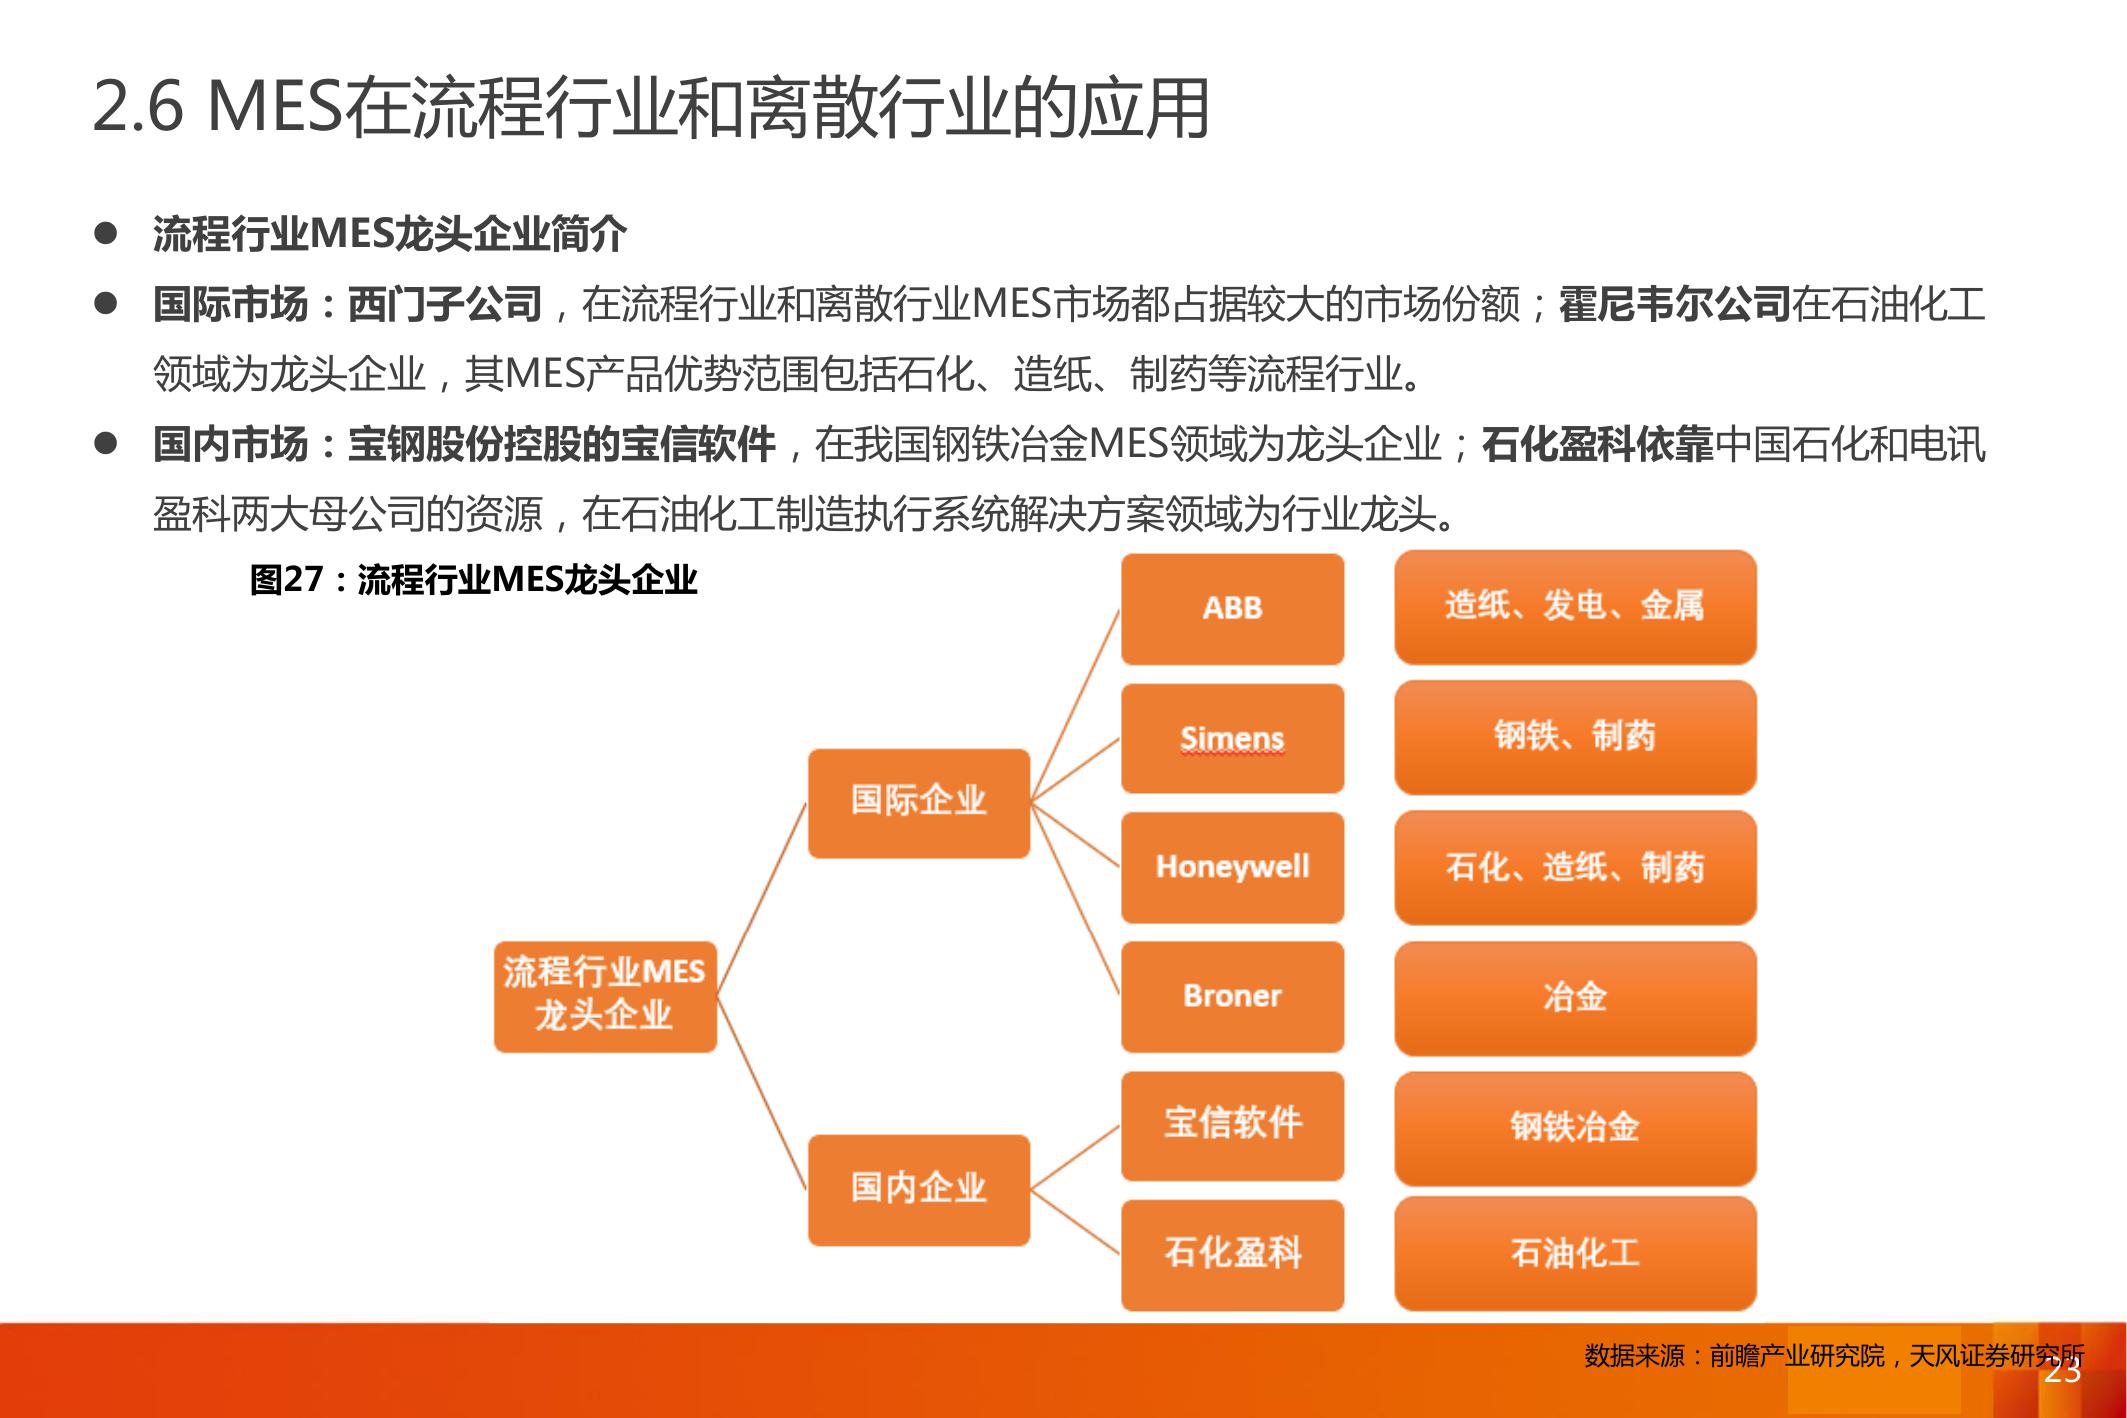 2.6 MES在流程行业和离散行业的应用
● 流程行业MES龙头企业简介
● 国际市场：西门子公司，在流程行业和离散行业MES市场都占据较大的市场份额；霍尼韦尔公司在石油化工
领域为龙头企业，其MES产品优势范围包括石化、造纸、制药等流程行业。
● 国内市场：宝钢股份控股的宝信软件，在我国钢铁冶金MES领域为龙头企业；石化盈科依靠中国石化和电讯
盈科两大母公司的资源，在石油化工制造执行系统解决方案领域为行业龙头。
图27：流程行业MES龙头企业
流程行业MES
龙头企业
国际企业
ABB
造纸、发电、金属
Simens
钢铁、制药
Honeywell
石化、造纸、制药
Broner
冶金
国内企业
宝信软件
钢铁冶金
石化盈科
石油化工
数据来源：前瞻产业研究院，天风证券研究所
23